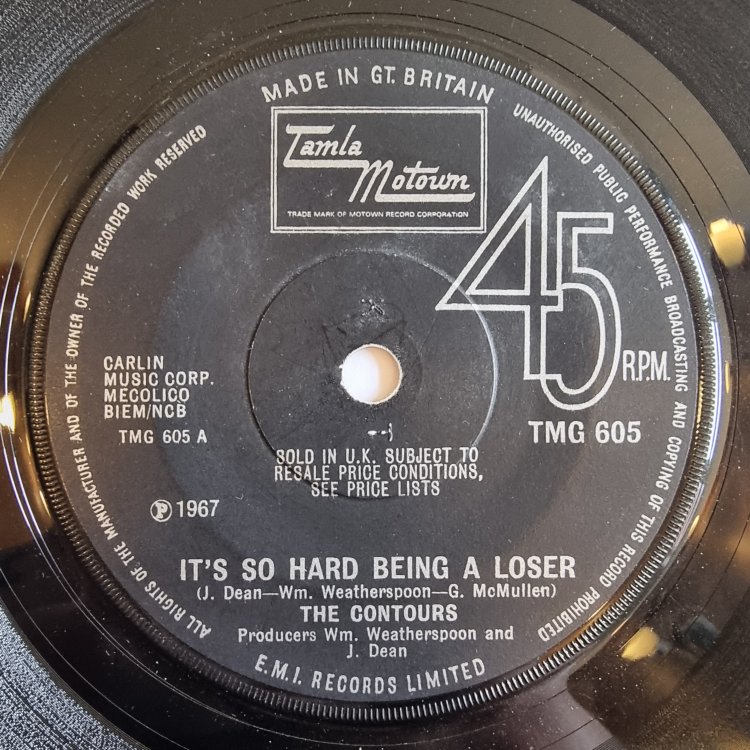 MADE IN GT. BRITAIN
Tamla
Motown
TRADE MARK OF MOTOWN RECORD CORPORATION
45
R.P.M.
CARLIN
MUSIC CORP.
MECOLICO
BIEM/NCB
TMG 605 A
TMG 605
SOLD IN U.K. SUBJECT TO
RESALE PRICE CONDITIONS,
SEE PRICE LISTS
Ⓟ 1967
IT'S SO HARD BEING A LOSER
(J. Dean—Wm. Weatherspoon—G. McMullen)
THE CONTOURS
Producers Wm. Weatherspoon and
J. Dean
E.M.I. RECORDS LIMITED
ALL RIGHTS OF THE MANUFACTURER AND OF THE OWNER OF THE RECORDED WORK RESERVED
UNAUTHORISED PUBLIC PERFORMANCE BROADCASTING AND COPYING OF THIS RECORD PROHIBITED